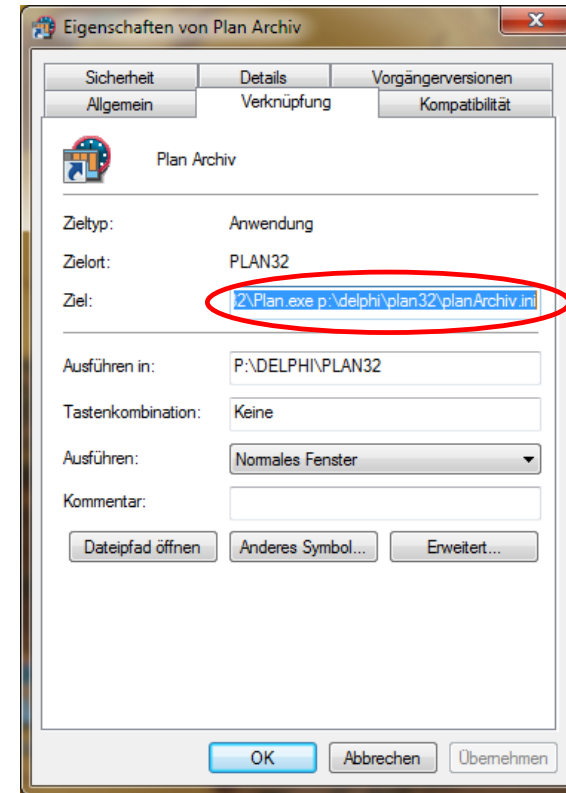 Eigenschaften von Plan Archiv
Sicherheit Details Vorgängerversionen
Allgemein Verknüpfung Kompatibilität
Plan Archiv
Zieltyp: Anwendung
Zielort: PLAN32
Ziel: 2\Plan.exe p:\delphi\plan32\planArchiv.ini
Ausführen in: P:\DELPHI\PLAN32
Tastenkombination: Keine
Ausführen: Normales Fenster
Kommentar:
Dateipfad öffnen Anderes Symbol... Erweitert...
OK Abbrechen Übernehmen